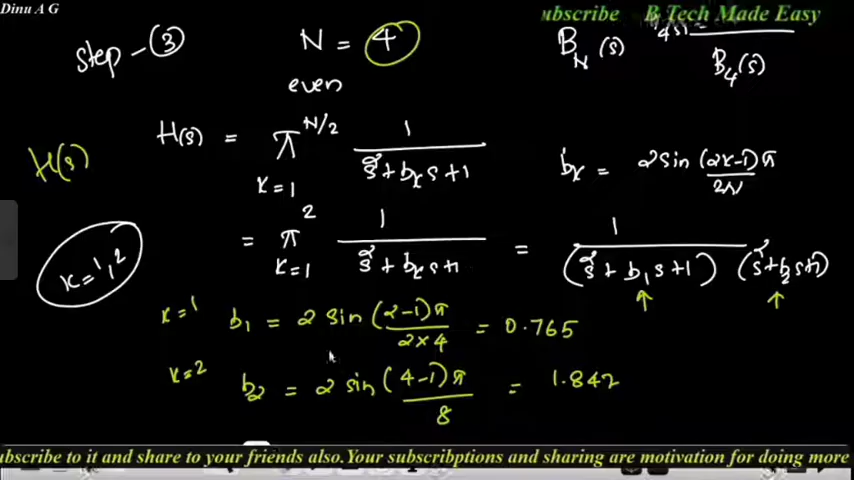 Dinu A G
ubscribe B Tech Made Easy
step - ③
N = 4
even
B_N (s)
B_4(s)
H(s)
H(s) = π^{N/2}_{K=1} 1/(s² + b_k s + 1)
b_k = 2 sin (2k-1)π/2N
= π^2_{K=1} 1/(s² + b_k s + 1) = 1/((s² + b_1 s + 1) (s² + b_2 s + 1))
K = 1, 2
K=1 b_1 = 2 sin (2-1)π/(2×4) = 0.765
K=2 b_2 = 2 sin (4-1)π/8 = 1.842
ubscribe to it and share to your friends also.Your subscribptions and sharing are motivation for doing more